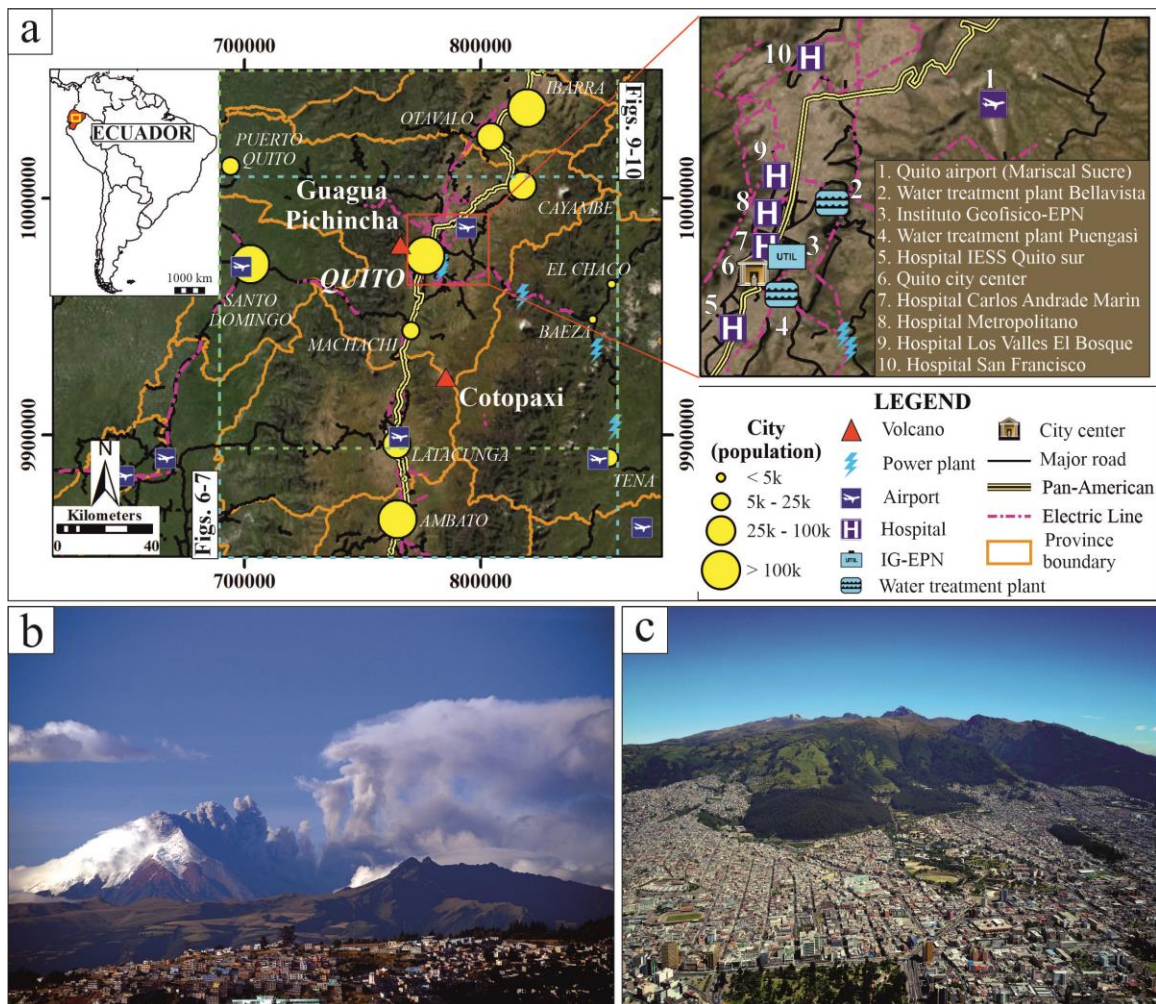 a
700000
800000
ECUADOR
1000 km
PUERTO
QUITO
OTAVALO
IBARRA
Figs. 9-10
Guagua
Pichincha
CAYAMBE
QUITO
EL CHACO
SANTO
DOMINGO
MACHACHI
BAEZA
Cotopaxi
LATACUNGA
TENA
AMBATO
N
Kilometers
0 40
Figs. 6-7
10000000
9900000
10000000
9900000
700000
800000
10
1
9
2
8
7
3
6
5
4
H
H
H
H
UTIL
H
1. Quito airport (Mariscal Sucre)
2. Water treatment plant Bellavista
3. Instituto Geofisico-EPN
4. Water treatment plant Puengasì
5. Hospital IESS Quito sur
6. Quito city center
7. Hospital Carlos Andrade Marìn
8. Hospital Metropolitano
9. Hospital Los Valles El Bosque
10. Hospital San Francisco
LEGEND
City
(population)
< 5k
5k - 25k
25k - 100k
> 100k
Volcano
Power plant
Airport
H Hospital
UTIL IG-EPN
Water treatment plant
City center
Major road
Pan-American
Electric Line
Province
boundary
b
c